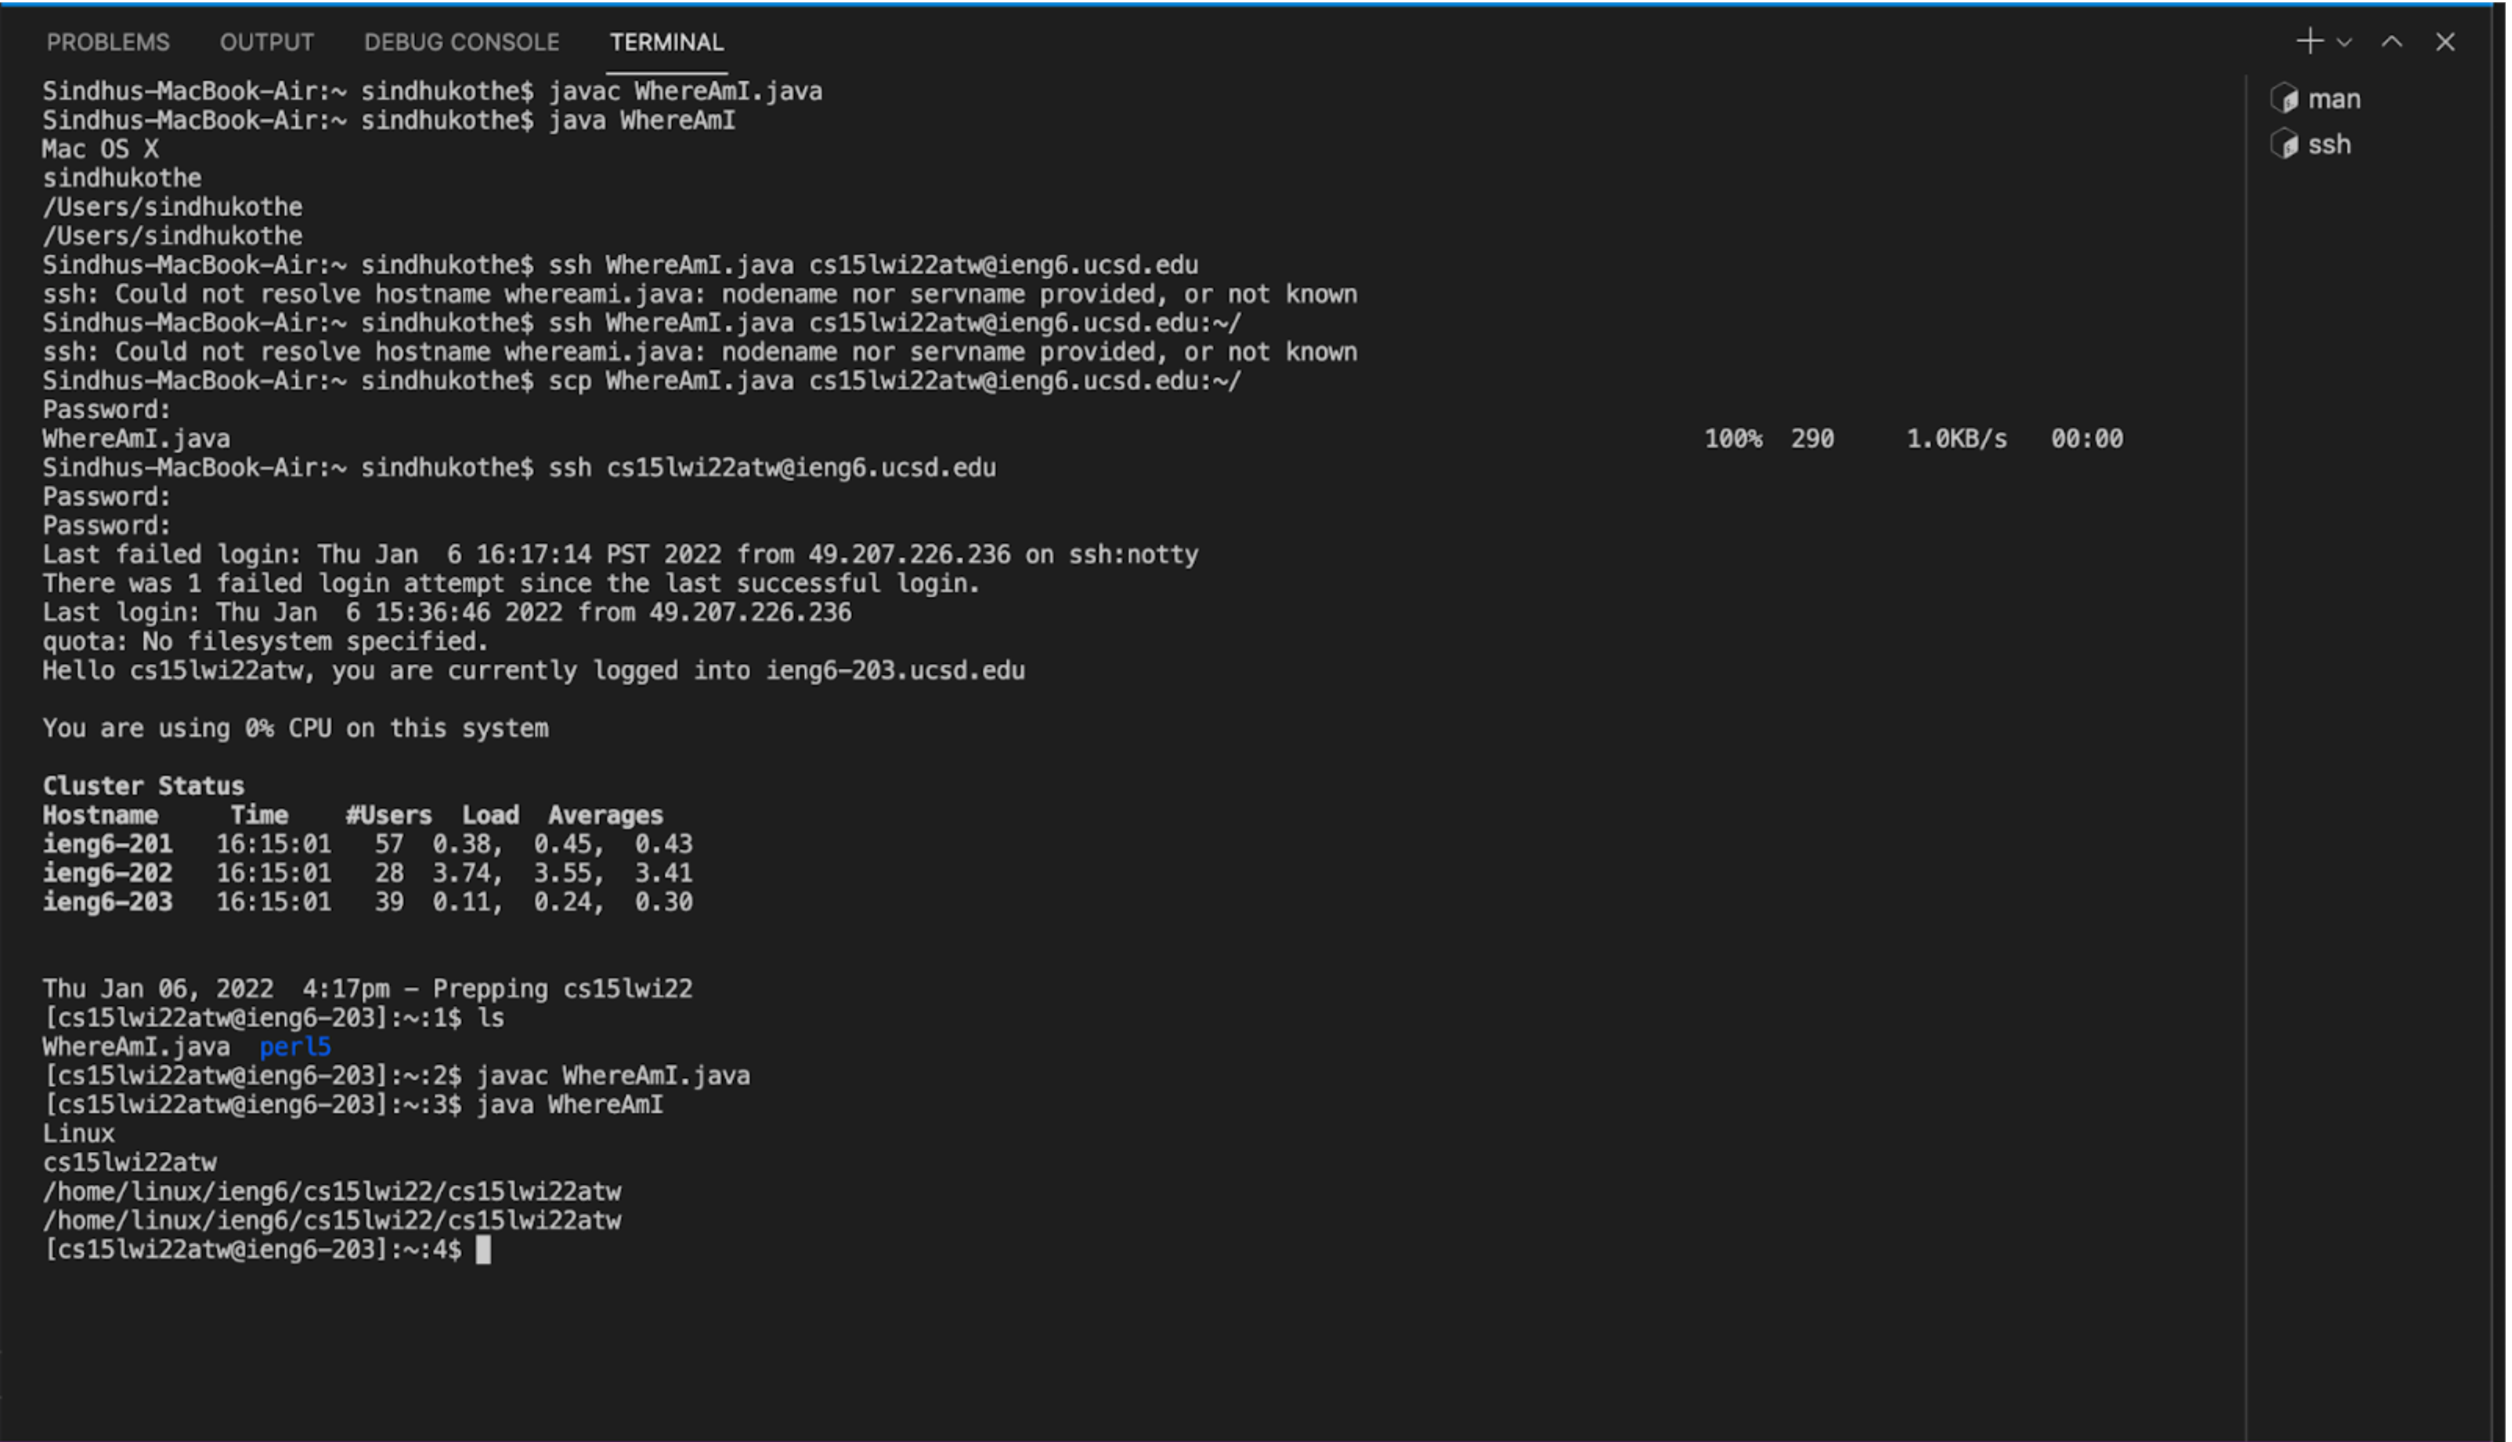 PROBLEMS OUTPUT DEBUG CONSOLE TERMINAL
man
ssh
Sindhus-MacBook-Air:~ sindhukothe$ javac WhereAmI.java
Sindhus-MacBook-Air:~ sindhukothe$ java WhereAmI
Mac OS X
sindhukothe
/Users/sindhukothe
/Users/sindhukothe
Sindhus-MacBook-Air:~ sindhukothe$ ssh WhereAmI.java cs15lwi22atw@ieng6.ucsd.edu
ssh: Could not resolve hostname whereami.java: nodename nor servname provided, or not known
Sindhus-MacBook-Air:~ sindhukothe$ ssh WhereAmI.java cs15lwi22atw@ieng6.ucsd.edu:~/
ssh: Could not resolve hostname whereami.java: nodename nor servname provided, or not known
Sindhus-MacBook-Air:~ sindhukothe$ scp WhereAmI.java cs15lwi22atw@ieng6.ucsd.edu:~/
Password:
WhereAmI.java 100% 290 1.0KB/s 00:00
Sindhus-MacBook-Air:~ sindhukothe$ ssh cs15lwi22atw@ieng6.ucsd.edu
Password:
Password:
Last failed login: Thu Jan  6 16:17:14 PST 2022 from 49.207.226.236 on ssh:notty
There was 1 failed login attempt since the last successful login.
Last login: Thu Jan  6 15:36:46 2022 from 49.207.226.236
quota: No filesystem specified.
Hello cs15lwi22atw, you are currently logged into ieng6-203.ucsd.edu
You are using 0% CPU on this system
Cluster Status
Hostname Time #Users Load Averages
ieng6-201 16:15:01 57 0.38, 0.45, 0.43
ieng6-202 16:15:01 28 3.74, 3.55, 3.41
ieng6-203 16:15:01 39 0.11, 0.24, 0.30
Thu Jan 06, 2022  4:17pm - Prepping cs15lwi22
[cs15lwi22atw@ieng6-203]:~:1$ ls
WhereAmI.java perl5
[cs15lwi22atw@ieng6-203]:~:2$ javac WhereAmI.java
[cs15lwi22atw@ieng6-203]:~:3$ java WhereAmI
Linux
cs15lwi22atw
/home/linux/ieng6/cs15lwi22/cs15lwi22atw
/home/linux/ieng6/cs15lwi22/cs15lwi22atw
[cs15lwi22atw@ieng6-203]:~:4$